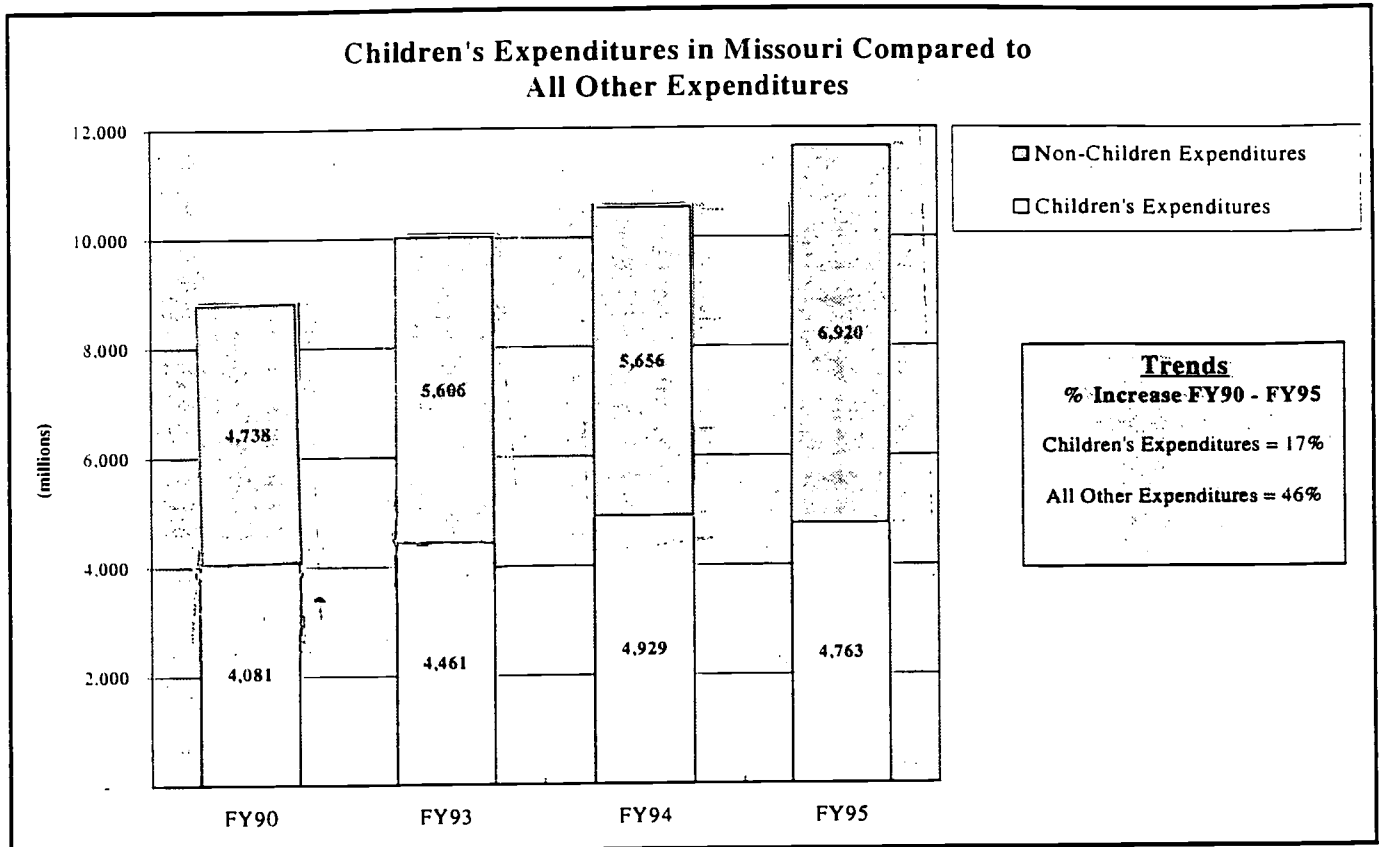 Children's Expenditures in Missouri Compared to
All Other Expenditures
12.000
10.000
8.000
6.000
4.000
2.000
-
(millions)
4,738
4,081
5,606
4,461
5,656
4,929
6,920
4,763
FY90
FY93
FY94
FY95
Non-Children Expenditures
Children's Expenditures
Trends
% Increase FY90 - FY95
Children's Expenditures = 17%
All Other Expenditures = 46%